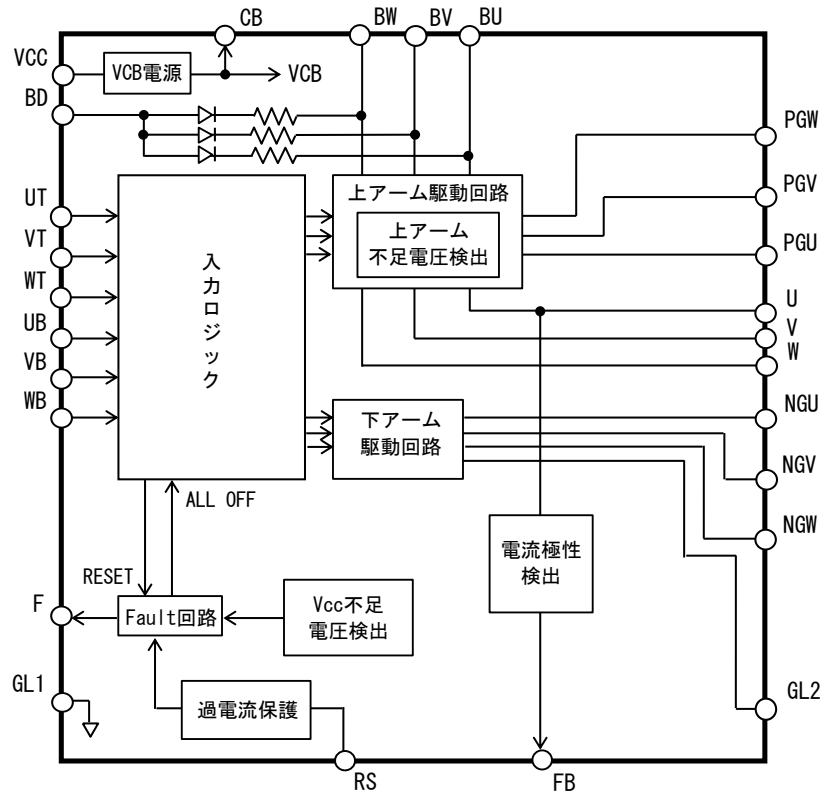 CB
BW
BV
BU
VCC
VCB電源
VCB
BD
PGW
UT
上アーム駆動回路
PGV
VT
上アーム
不足電圧検出
PGU
WT
入力ロジック
U
UB
V
VB
W
WB
下アーム
駆動回路
NGU
NGV
ALL OFF
NGW
電流極性
検出
RESET
F
Fault回路
Vcc不足
電圧検出
GL1
過電流保護
GL2
RS
FB